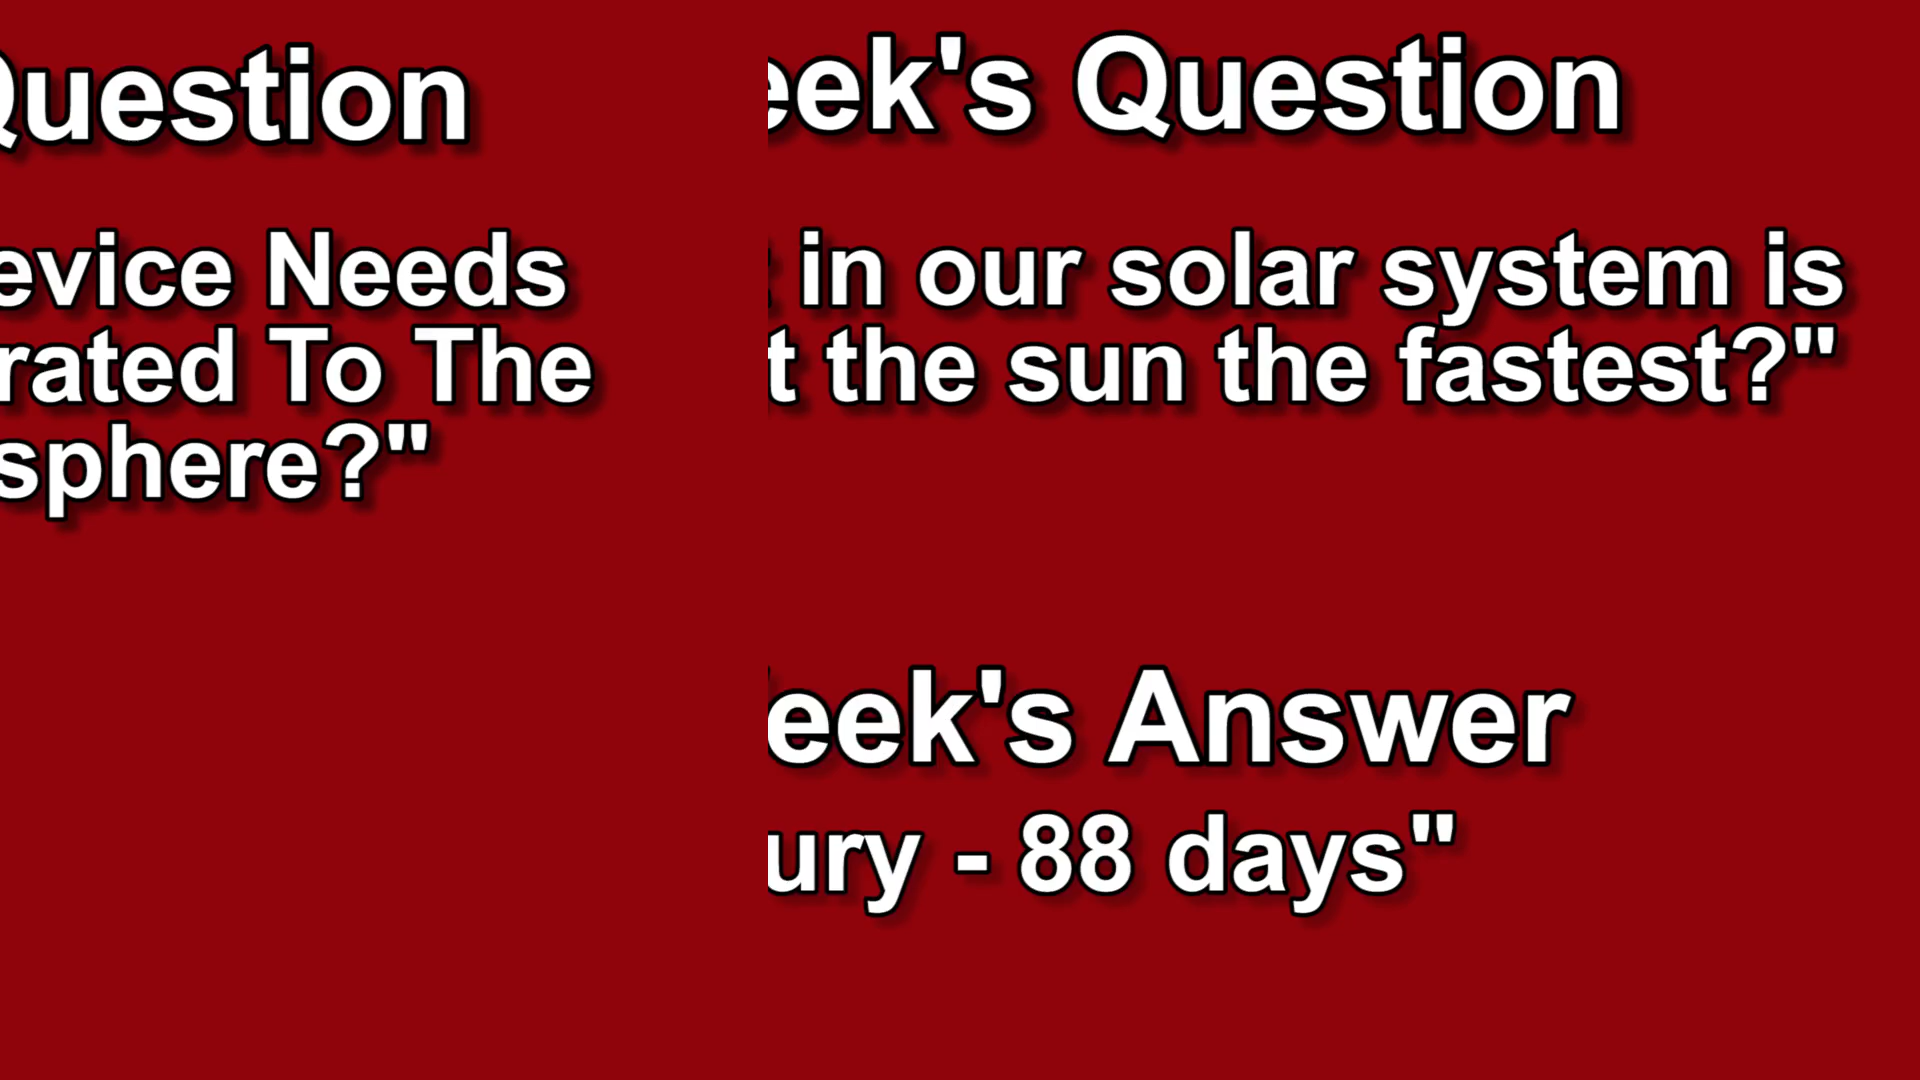 Question
evice Needs
rated To The
sphere?"
eek's Question
in our solar system is
t the sun the fastest?"
eek's Answer
ury - 88 days"